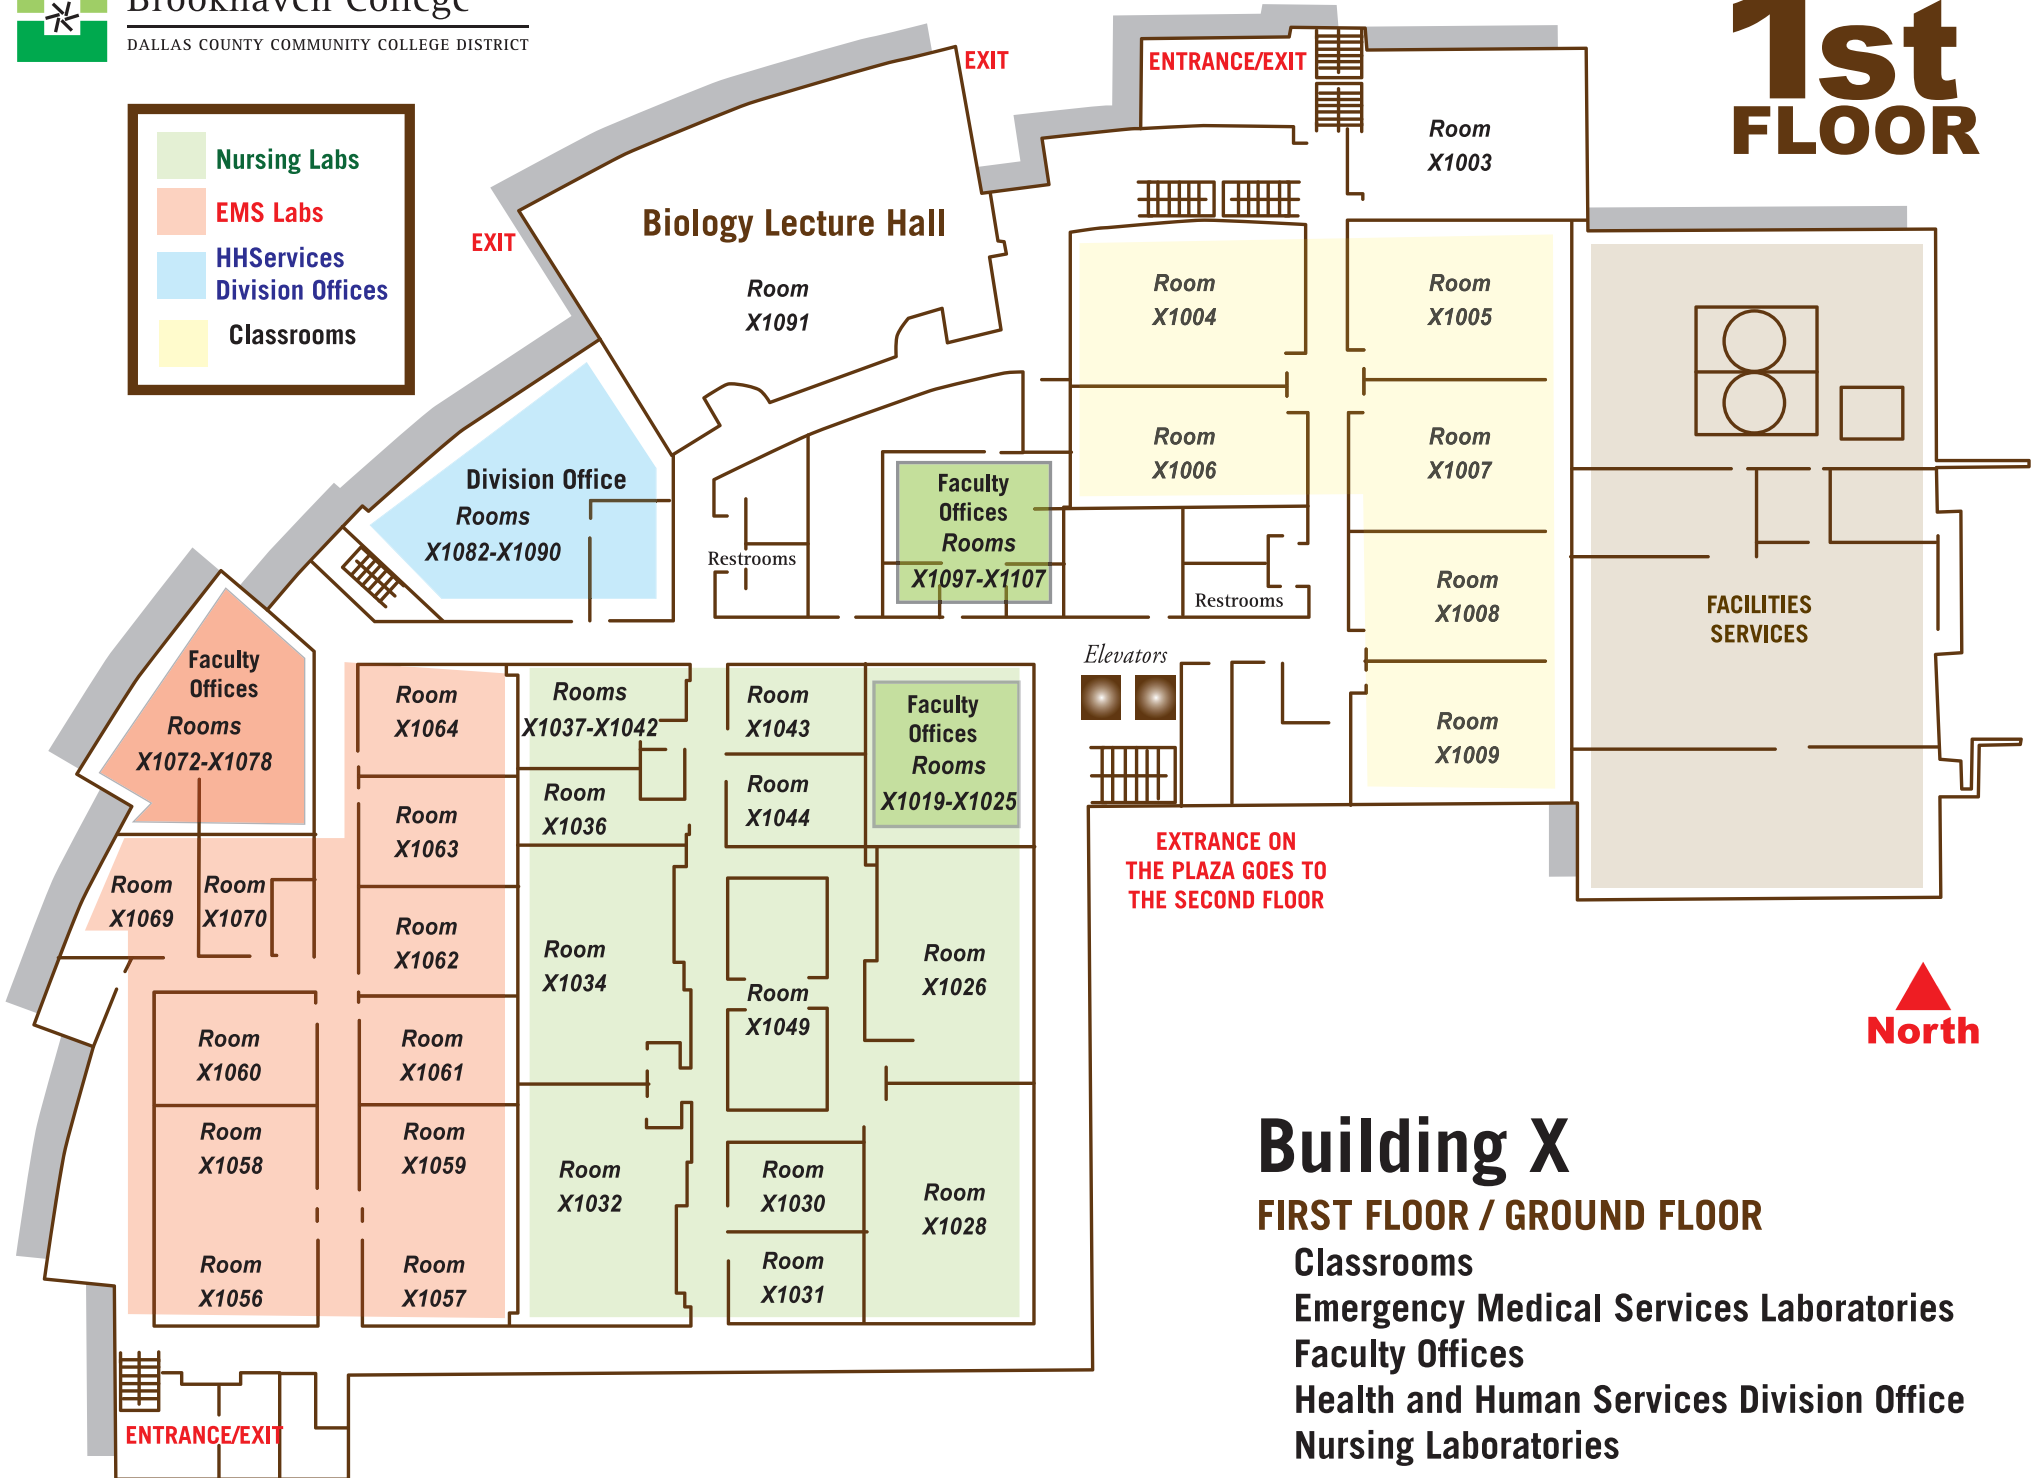 Brookhaven College
DALLAS COUNTY COMMUNITY COLLEGE DISTRICT
1st
FLOOR
Nursing Labs
EMS Labs
HHServices
Division Offices
Classrooms
EXIT
EXIT
ENTRANCE/EXIT
Room
X1003
Biology Lecture Hall
Room
X1091
Room
X1004
Room
X1005
Room
X1006
Room
X1007
Division Office
Rooms
X1082-X1090
Restrooms
Faculty
Offices
Rooms
X1097-X1107
Restrooms
Room
X1008
FACILITIES
SERVICES
Elevators
Room
X1009
Faculty
Offices
Rooms
X1072-X1078
Room
X1064
Rooms
X1037-X1042
Room
X1043
Faculty
Offices
Rooms
X1019-X1025
Room
X1063
Room
X1036
Room
X1044
EXTRANCE ON
THE PLAZA GOES TO
THE SECOND FLOOR
Room
X1069
Room
X1070
Room
X1062
Room
X1034
Room
X1049
Room
X1026
North
Room
X1060
Room
X1061
Room
X1058
Room
X1059
Room
X1032
Room
X1030
Room
X1028
Room
X1056
Room
X1057
Room
X1031
ENTRANCE/EXIT
Building X
FIRST FLOOR / GROUND FLOOR
Classrooms
Emergency Medical Services Laboratories
Faculty Offices
Health and Human Services Division Office
Nursing Laboratories